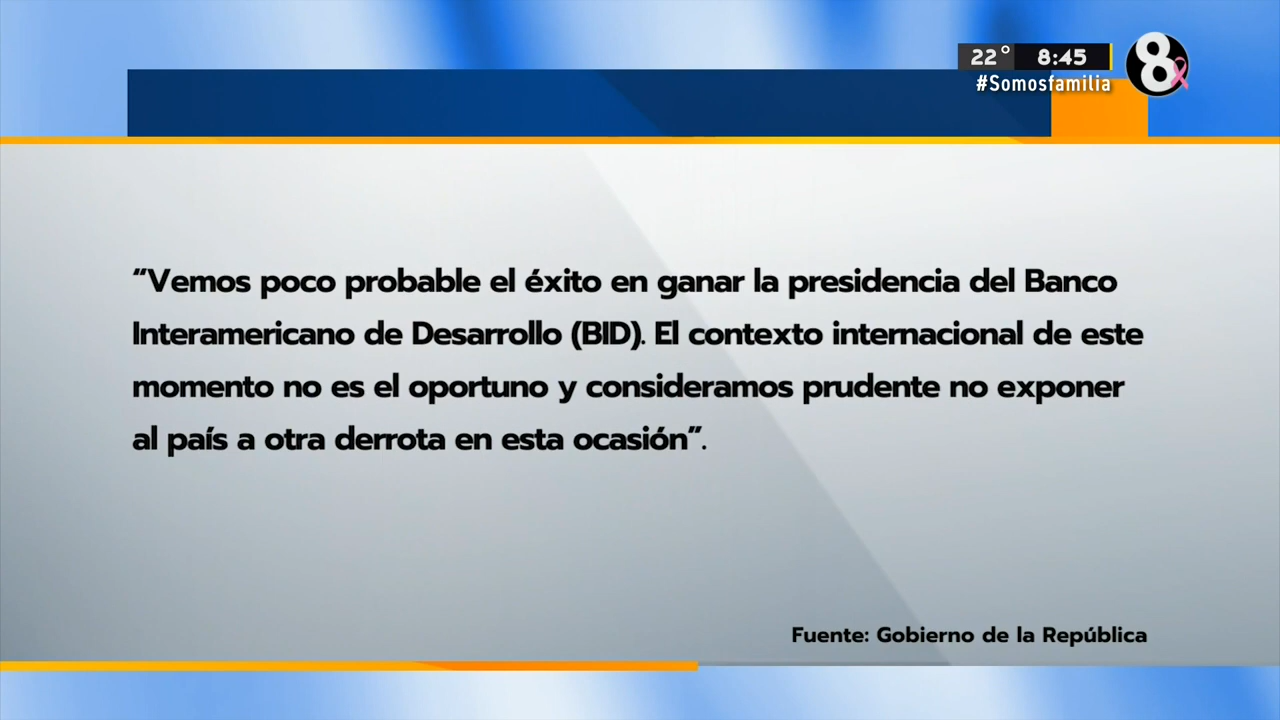 22° 8:45
8
#Somosfamilia
“Vemos poco probable el éxito en ganar la presidencia del Banco
Interamericano de Desarrollo (BID). El contexto internacional de este
momento no es el oportuno y consideramos prudente no exponer
al país a otra derrota en esta ocasión”.
Fuente: Gobierno de la República